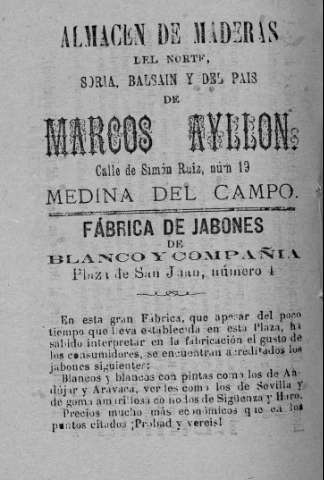 ALMACEN DE MADERAS
DEL NORTE,
SORIA, BALSAIN Y DEL PAIS
DE
MARCOS AYLLON.
Calle de Simón Ruiz, núm 19
MEDINA DEL CAMPO.
FÁBRICA DE JABONES
DE
BLANCO Y COMPAÑIA
Plaza de San Juan, número 4
En esta gran Fábrica, que apesar del poco
tiempo que lleva establecida en esta Plaza, ha
sabido interpretar en la fabricación el gusto de
los consumidores, se encuentran acreditados los
jabones siguientes:
Blancos y blancos con pintas como los de An-
dújar y Aravaca, verdes como los de Sevilla y
de goma amarillosa como los de Sigüenza y Haro.
Precios mucho más económicos que en los
puntos citados ¡Probad y vereis!